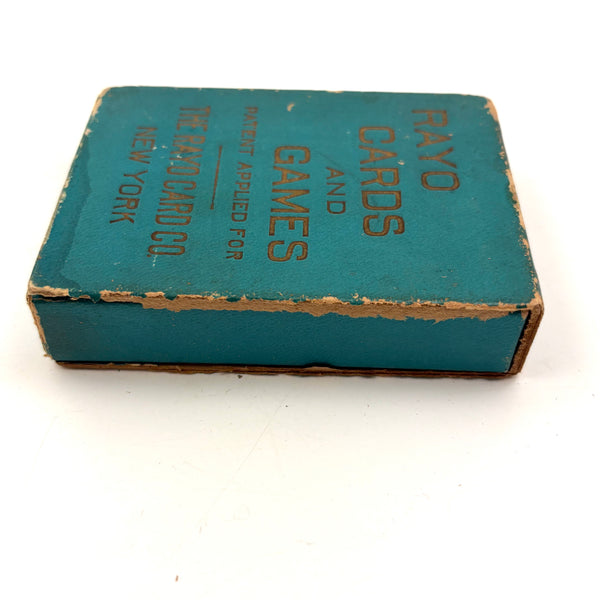 RAYO
CARDS
AND
GAMES
PATENT APPLIED FOR
THE RAYO CARD CO.
NEW YORK